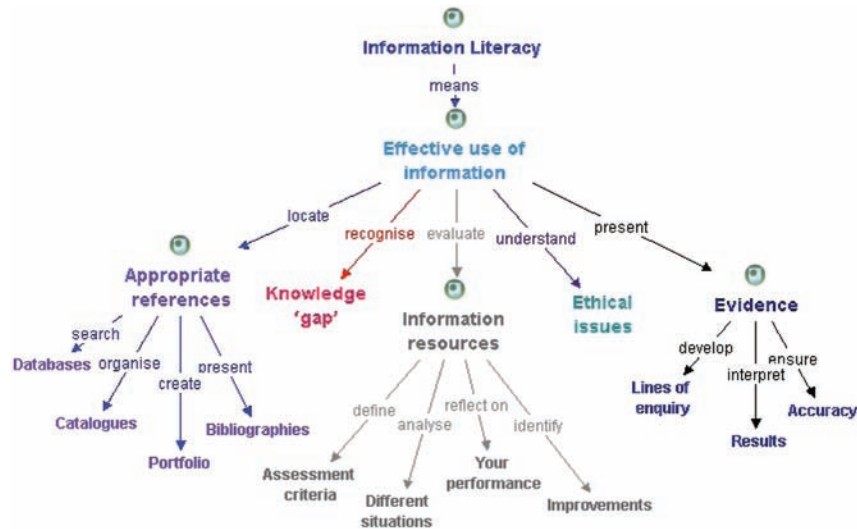 Information Literacy
means
Effective use of
information
locate
recognise
evaluate
understand
present
Appropriate
references
Knowledge
‘gap’
Information
resources
Ethical
issues
Evidence
search
organise
create
present
Databases
Catalogues
Portfolio
Bibliographies
define
analyse
reflect on
identify
Assessment
criteria
Different
situations
Your
performance
Improvements
develop
interpret
ensure
Lines of
enquiry
Results
Accuracy